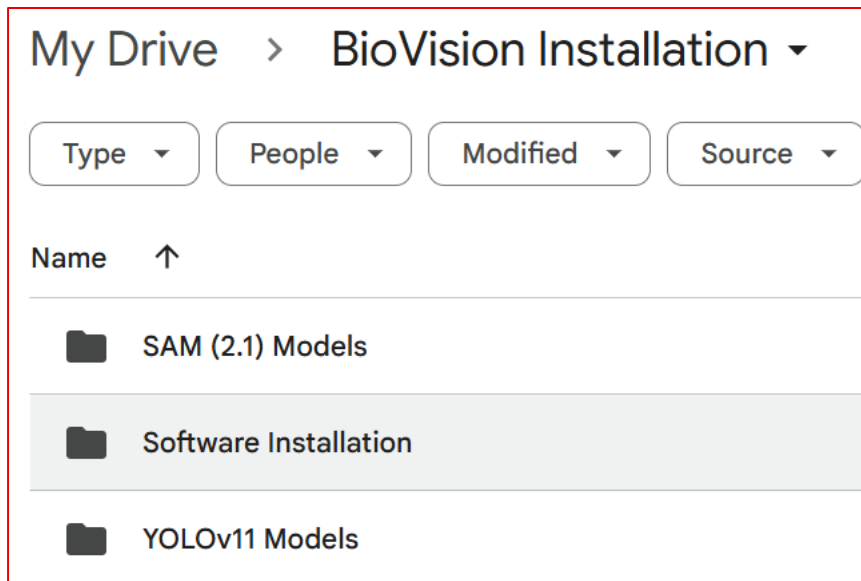 My Drive > BioVision Installation
Type People Modified Source
Name
SAM (2.1) Models
Software Installation
YOLOv11 Models